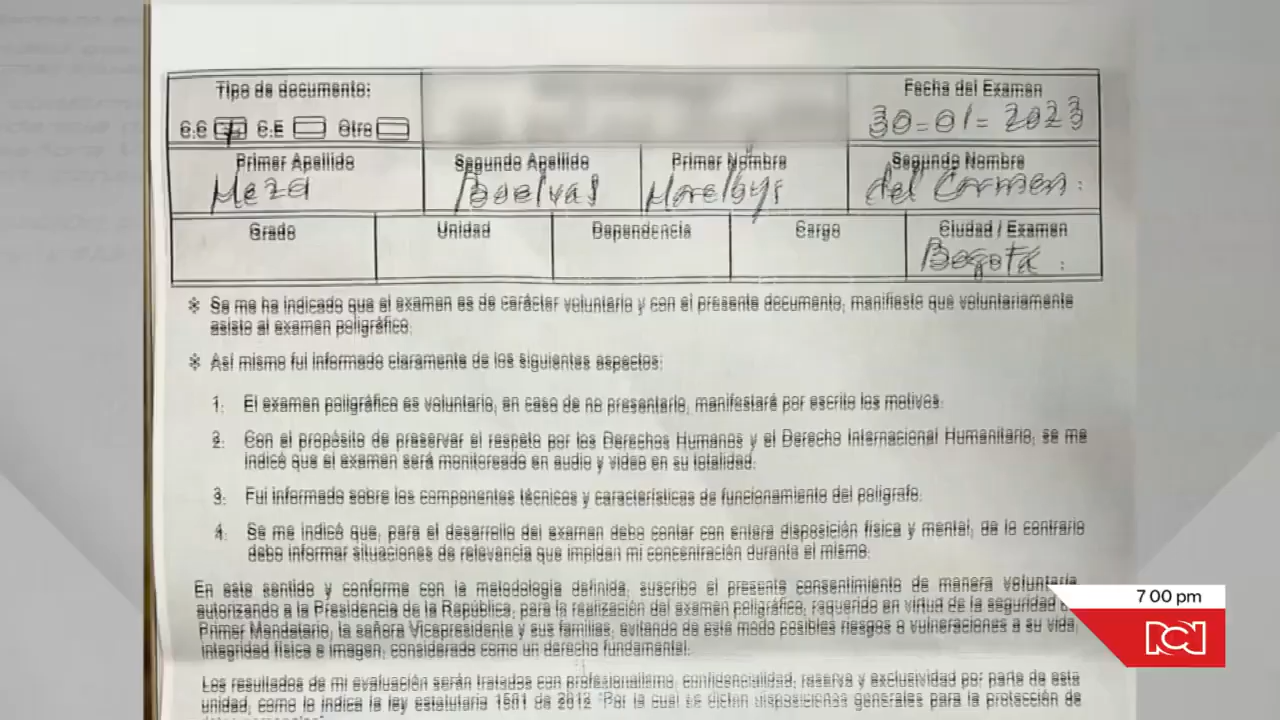 Tipo de documento:
Fecha del Examen
C.C C.E Otro
30-01-2023
Primer Apellido Segundo Apellido Primer Nombre Segundo Nombre
Meza Buelvas Marelbys del Carmen.
Grado Unidad Dependencia Cargo Ciudad / Examen
Bogotá.
* Se me ha indicado que el examen es de carácter voluntario y con el presente documento, manifiesto que voluntariamente
asisto al examen poligráfico.
* Así mismo fui informado claramente de los siguientes aspectos:
1. El examen poligráfico es voluntario, en caso de no presentarlo, manifestaré por escrito los motivos.
2. Con el propósito de preservar el respeto por los Derechos Humanos y el Derecho Internacional Humanitario, se me
indicó que el examen será monitoreado en audio y video en su totalidad.
3. Fui informado sobre los componentes técnicos y características de funcionamiento del polígrafo.
4. Se me indicó que, para el desarrollo del examen debo contar con entera disposición física y mental, de lo contrario
debo informar situaciones de relevancia que impidan mi concentración durante el mismo.
En este sentido y conforme con la metodología definida, suscribo el presente consentimiento de manera voluntaria
autorizando a la Presidencia de la República, para la realización del examen poligráfico, requerido en virtud de la seguridad
Primer Mandatario, la señora Vicepresidente y sus familias, evitando de este modo posibles riesgos o vulneraciones a su vida,
integridad física e imagen, considerado como un derecho fundamental.
Los resultados de mi evaluación serán tratados con profesionalismo, confidencialidad, reserva y exclusividad por parte de esta
unidad, como lo indica la ley estatutaria 1581 de 2012 "Por la cual se dictan disposiciones generales para la protección de
7:00 pm
RCN